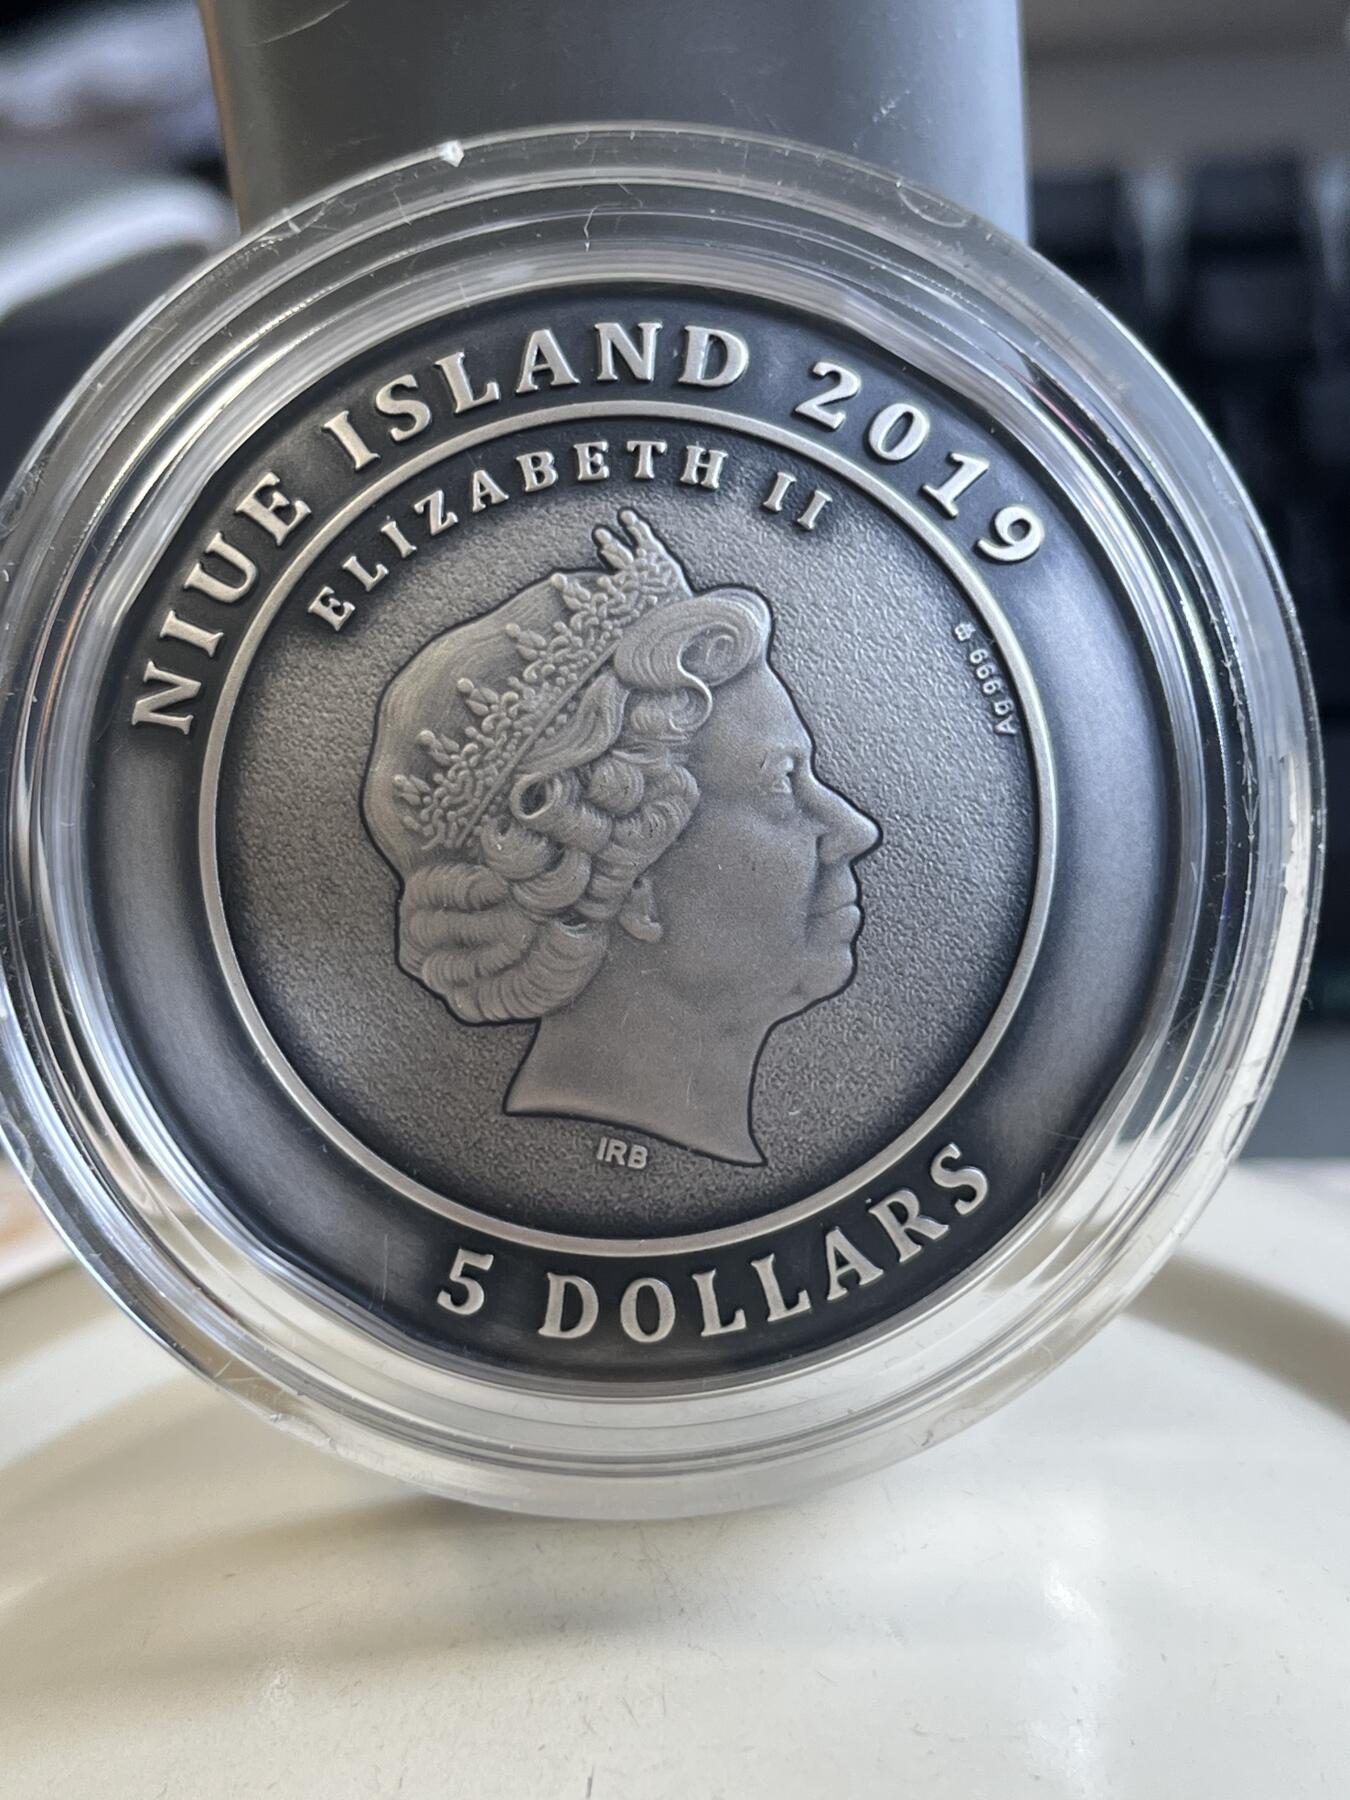 NIUE ISLAND 2019
ELIZABETH II
Ag 999
IRB
5 DOLLARS